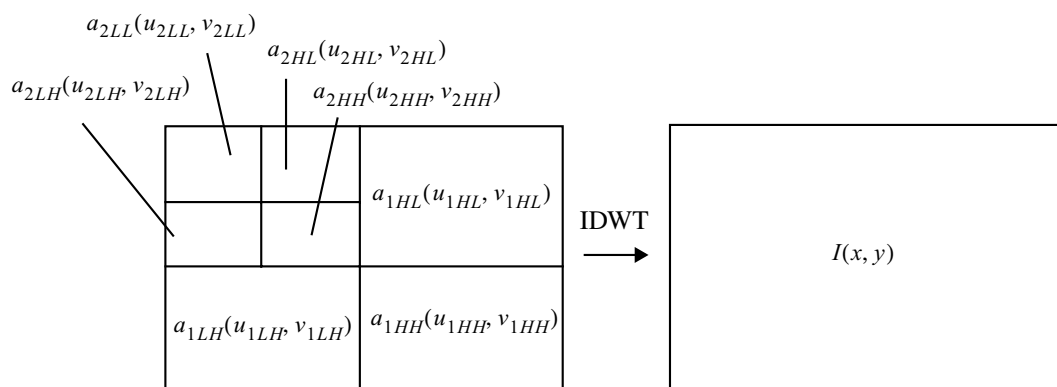 a2LL(u2LL, v2LL)
a2HL(u2HL, v2HL)
a2LH(u2LH, v2LH)
a2HH(u2HH, v2HH)
a1HL(u1HL, v1HL)
IDWT
I(x, y)
a1LH(u1LH, v1LH)
a1HH(u1HH, v1HH)